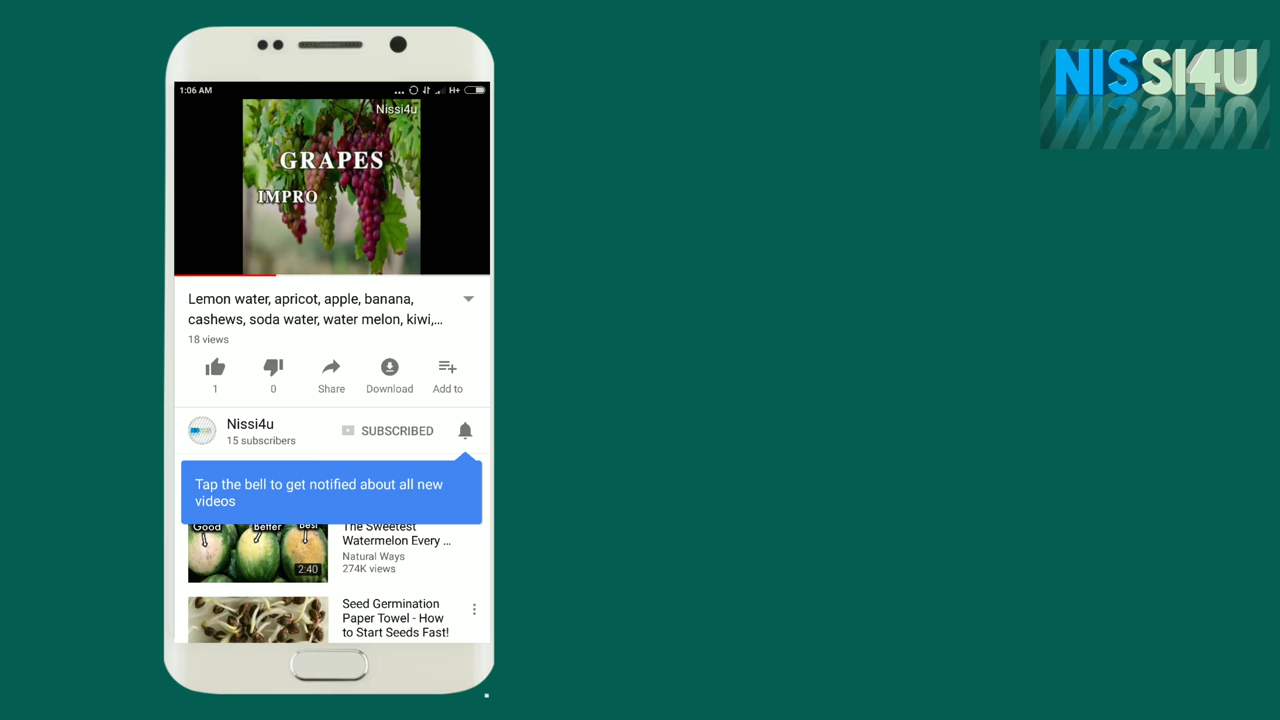 NISSI4U
1:06 AM
H+
Nissi4u
GRAPES
IMPRO
Lemon water, apricot, apple, banana,
cashews, soda water, water melon, kiwi,...
18 views
1
0
Share
Download
Add to
Nissi4u
15 subscribers
SUBSCRIBED
Tap the bell to get notified about all new
videos
Good
Better
Best
2:40
The Sweetest
Watermelon Every ...
Natural Ways
274K views
Seed Germination
Paper Towel - How
to Start Seeds Fast!